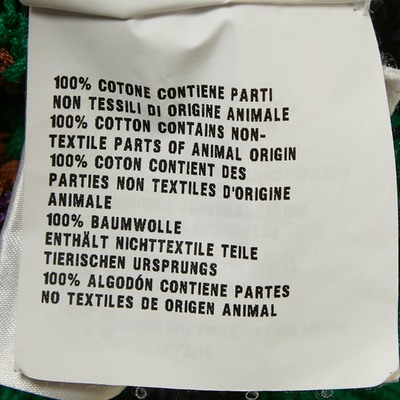 100% COTONE CONTIENE PARTI
NON TESSILI DI ORIGINE ANIMALE
100% COTTON CONTAINS NON-
TEXTILE PARTS OF ANIMAL ORIGIN
100% COTON CONTIENT DES
PARTIES NON TEXTILES D'ORIGINE
ANIMALE
100% BAUMWOLLE
ENTHÄLT NICHTTEXTILE TEILE
TIERISCHEN URSPRUNGS
100% ALGODÓN CONTIENE PARTES
NO TEXTILES DE ORIGEN ANIMAL